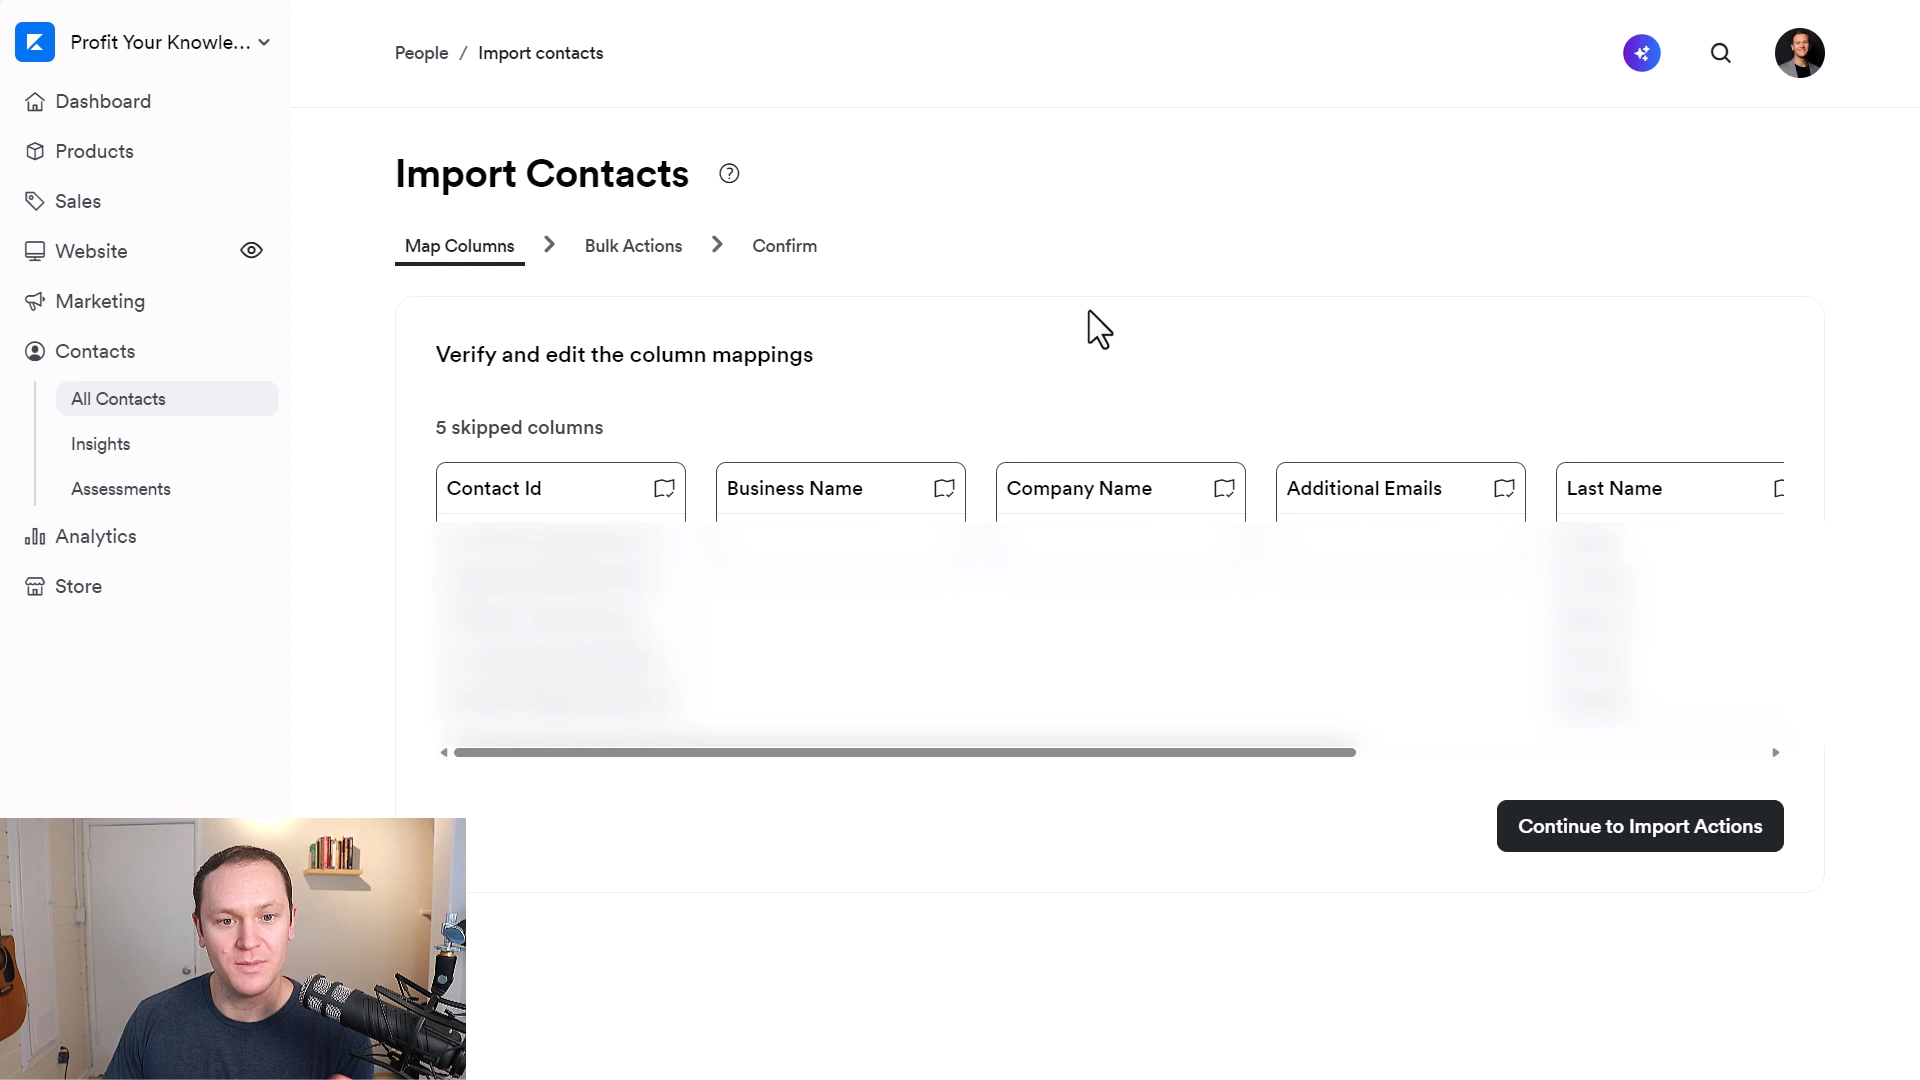 Profit Your Knowle...
Dashboard
Products
Sales
Website
Marketing
Contacts
All Contacts
Insights
Assessments
Analytics
Store
People / Import contacts
Import Contacts
Map Columns
Bulk Actions
Confirm
Verify and edit the column mappings
5 skipped columns
Contact Id
Business Name
Company Name
Additional Emails
Last Name
Continue to Import Actions